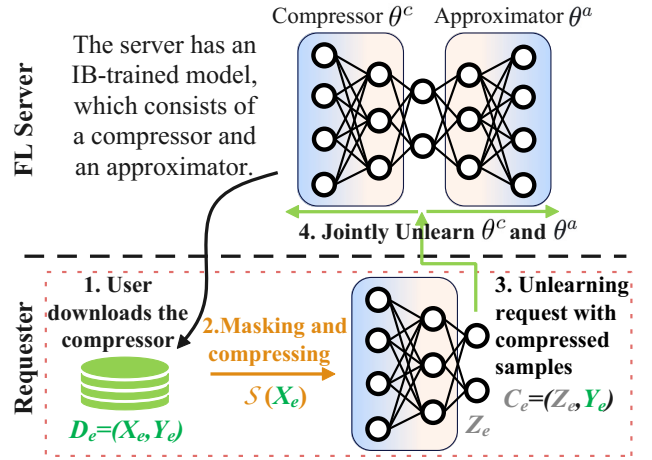 Compressor θ^c
Approximator θ^a
The server has an
IB-trained model,
which consists of
a compressor and
an approximator.
FL Server
4. Jointly Unlearn θ^c and θ^a
Requester
1. User
downloads the
compressor
2.Masking and
compressing
S(X_e)
D_e=(X_e,Y_e)
3. Unlearning
request with
compressed
samples
C_e=(Z_e,Y_e)
Z_e